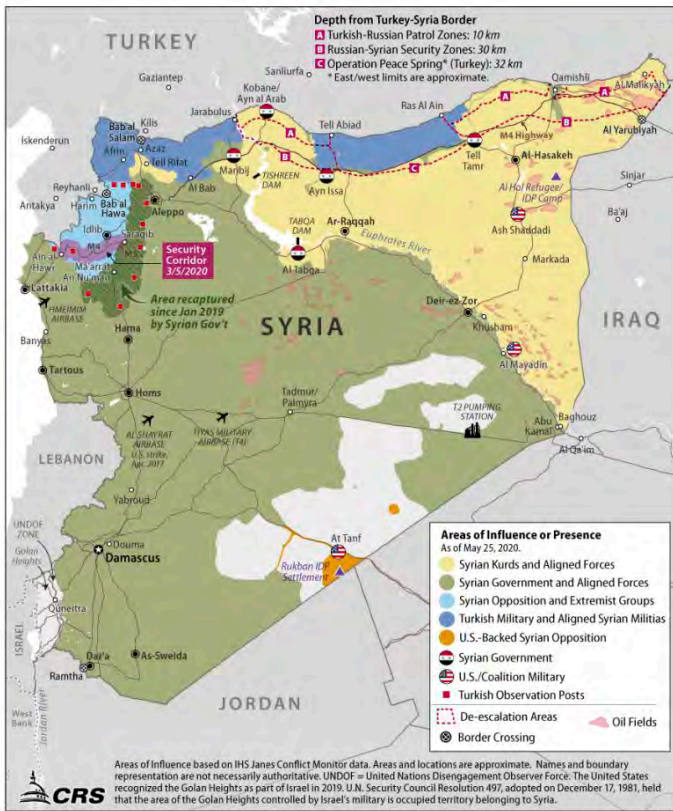 Depth from Turkey-Syria Border
A Turkish-Russian Patrol Zones: 10 km
B Russian-Syrian Security Zones: 30 km
C Operation Peace Spring* (Turkey): 32 km
* East/west limits are approximate.
TURKEY
Gaziantep
Sanliurfa
Kobane/
Ayn al Arab
Qamishli
Al Malikiyah
A
A
B
B
C
Kilis
Bab al
Salam
Jarabulus
Ras Al Ain
Iskenderun
Afrin
Azaz
Tell Abiad
M4 Highway
Al Yarubiyah
Tell Rifat
Manbij
Tell
Tamr
Reyhanli
Al Bab
TISHREEN
DAM
Ayn Issa
Al-Hasakeh
Antakya
Harim
Bab al
Hawa
Aleppo
Al Hol Refugee/
IDP Camp
Sinjar
Idlib
TABQA
DAM
Ar-Raqqah
Ba'aj
Saraqib
Euphrates River
Ash Shaddadi
M4
M5
Security
Corridor
3/5/2020
Ain al
Hawr
Ma'arrat
An Nu'man
Al Tabqa
Markada
Lattakia
Area recaptured
since Jan 2019
by Syrian Gov't
HMEIMIM
AIRBASE
SYRIA
Deir-ez-Zor
IRAQ
Banyas
Hama
Khusham
Al Mayadin
Tartous
Homs
Tadmur/
Palmyra
T2 PUMPING
STATION
Abu
Kamal
Baghouz
AL SHAYRAT
AIRBASE
U.S. strike,
Apr. 2017
TIYAS MILITARY
AIRBASE (T4)
Al-Qa'im
LEBANON
Yabroud
UNDOF
ZONE
Golan
Heights
Douma
Damascus
At Tanf
Rukban IDP
Settlement
Quneitra
ISRAEL
Dar'a
As-Sweida
Ramtha
West
Bank
Jordan River
JORDAN
Areas of Influence or Presence
As of May 25, 2020.
Syrian Kurds and Aligned Forces
Syrian Government and Aligned Forces
Syrian Opposition and Extremist Groups
Turkish Military and Aligned Syrian Militias
U.S.-Backed Syrian Opposition
Syrian Government
U.S./Coalition Military
Turkish Observation Posts
De-escalation Areas
Oil Fields
Border Crossing
CRS
Areas of Influence based on IHS Janes Conflict Monitor data. Areas and locations are approximate. Names and boundary
representation are not necessarily authoritative. UNDOF = United Nations Disengagement Observer Force. The United States
recognized the Golan Heights as part of Israel in 2019. U.N. Security Council Resolution 497, adopted on December 17, 1981, held
that the area of the Golan Heights controlled by Israel's military is occupied territory belonging to Syria.